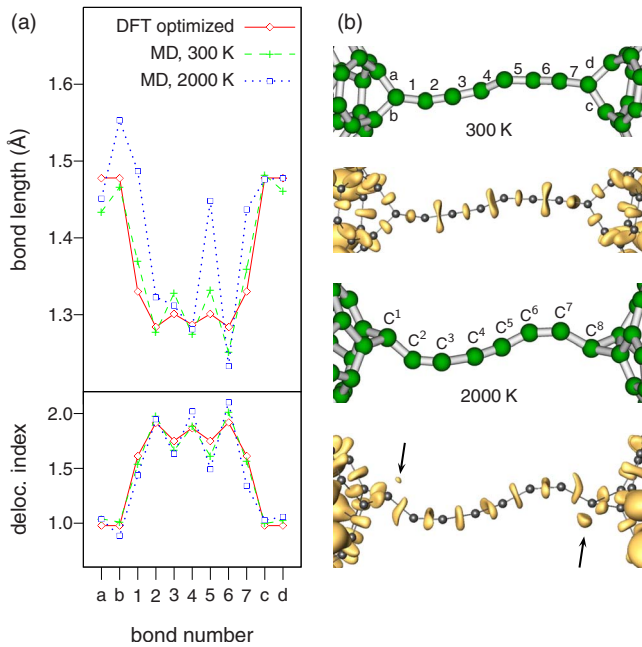 (a)
DFT optimized
MD, 300 K
MD, 2000 K
1.6
1.5
1.4
1.3
bond length (Å)
2.0
1.5
1.0
deloc. index
a b 1 2 3 4 5 6 7 c d
bond number
(b)
a 1 2 3 4 5 6 7 d
b c
300 K
C¹ C² C³ C⁴ C⁵ C⁶ C⁷ C⁸
2000 K